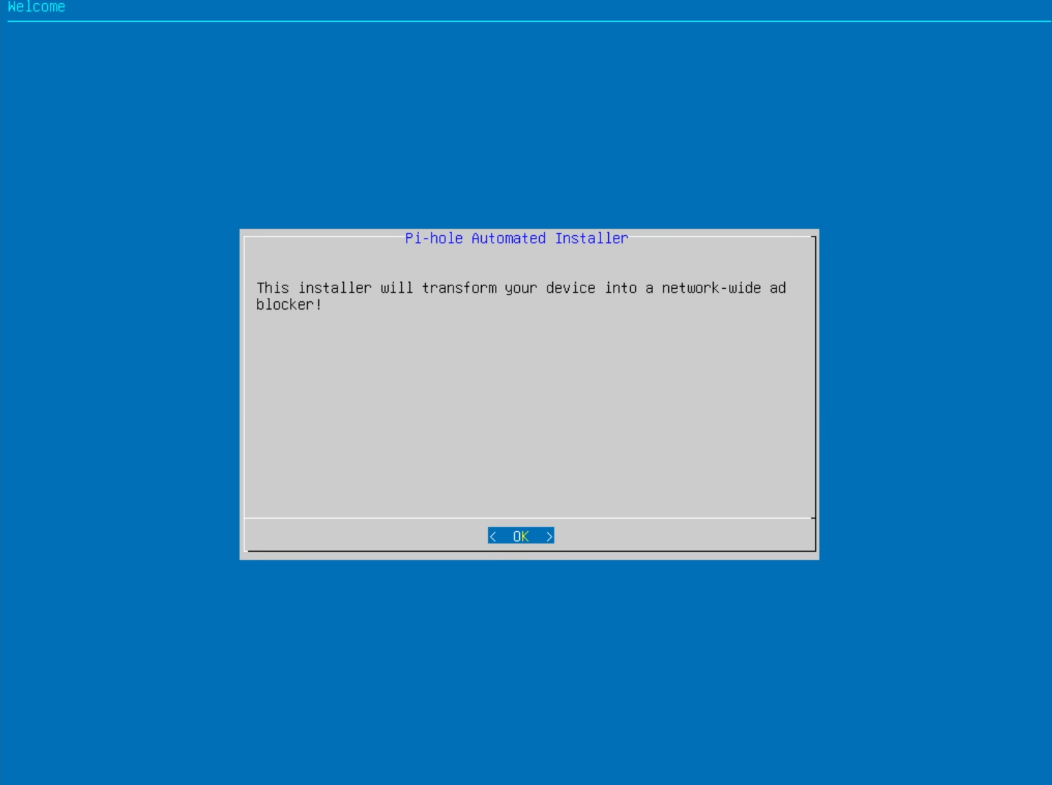 Welcome
Pi-hole Automated Installer
This installer will transform your device into a network-wide ad
blocker!
< OK >